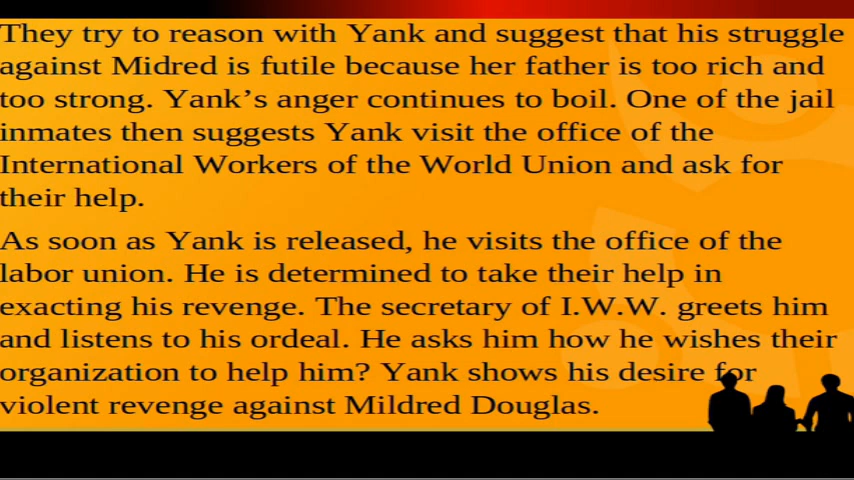 They try to reason with Yank and suggest that his struggle
against Midred is futile because her father is too rich and
too strong. Yank’s anger continues to boil. One of the jail
inmates then suggests Yank visit the office of the
International Workers of the World Union and ask for
their help.
As soon as Yank is released, he visits the office of the
labor union. He is determined to take their help in
exacting his revenge. The secretary of I.W.W. greets him
and listens to his ordeal. He asks him how he wishes their
organization to help him? Yank shows his desire for
violent revenge against Mildred Douglas.